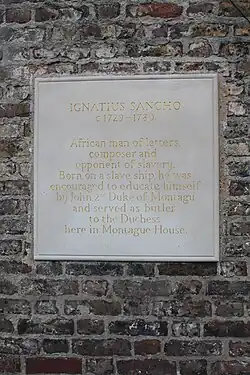 IGNATIUS SANCHO
c1729-1780
African man of letters,
composer and
opponent of slavery.
Born on a slave ship, he was
encouraged to educate himself
by John 2nd Duke of Montagu
and served as butler
to the Duchess
here in Montague House.